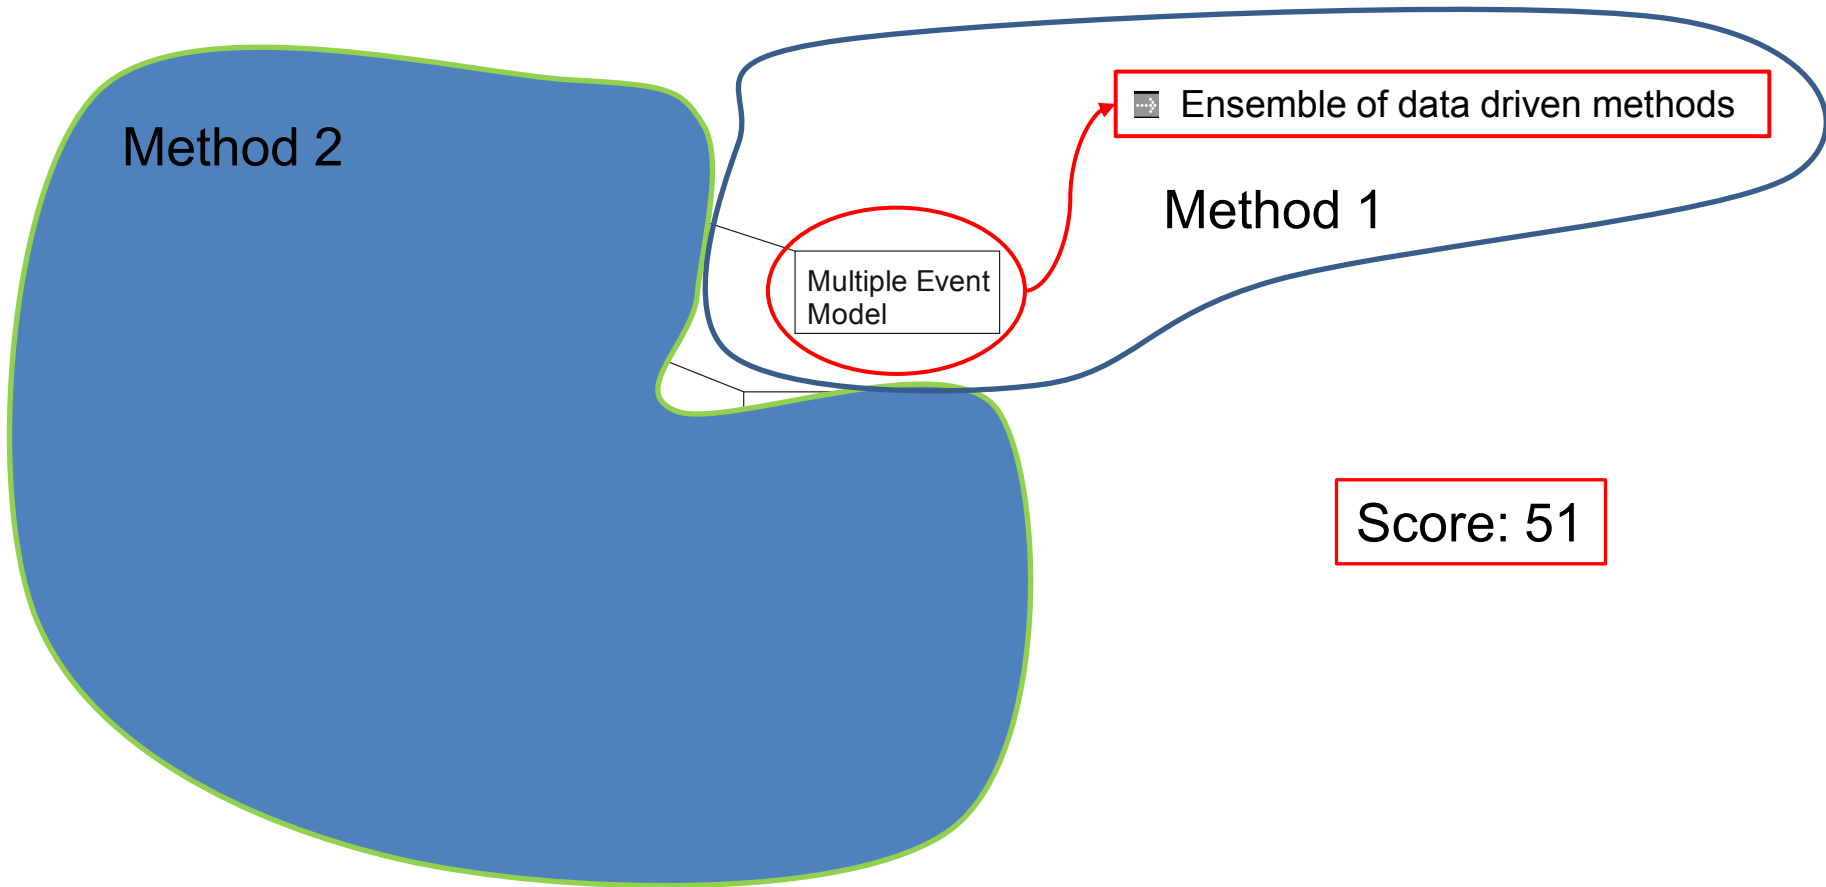 Ensemble of data driven methods
Method 2
Method 1
Multiple Event
Model
Score: 51